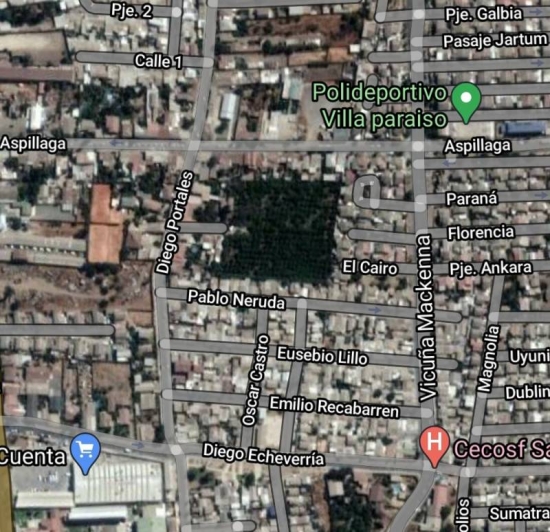 Pje. 2
Pje. Galbia
Pasaje Jartum
Calle 1
Polideportivo
Villa paraiso
Aspillaga
Aspillaga
Diego Portales
Paraná
Florencia
El Cairo
Pje. Ankara
Pablo Neruda
Vicuña Mackenna
Magnolia
Eusebio Lillo
Uyuni
Oscar Castro
Dublin
Emilio Recabarren
Cuenta
Diego Echeverría
H
Cecosf Sa
Sumatra